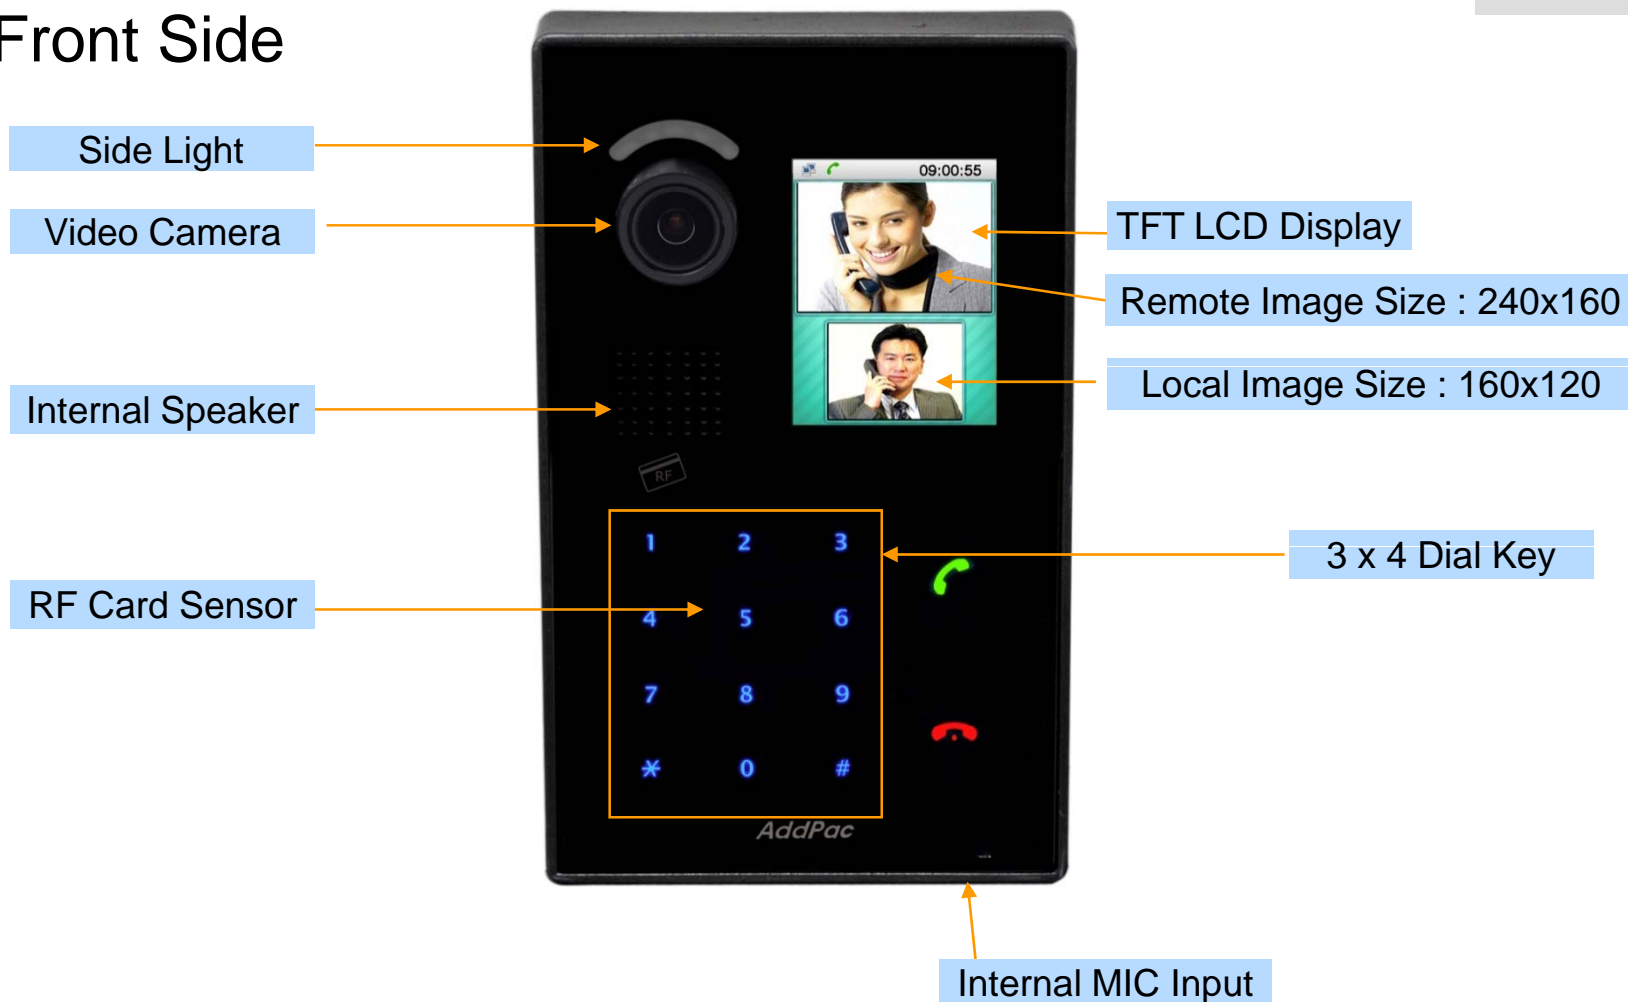 Front Side
Side Light
Video Camera
Internal Speaker
RF Card Sensor
09:00:55
TFT LCD Display
Remote Image Size : 240x160
Local Image Size : 160x120
3 x 4 Dial Key
RF
1 2 3
4 5 6
7 8 9
* 0 #
AddPac
Internal MIC Input